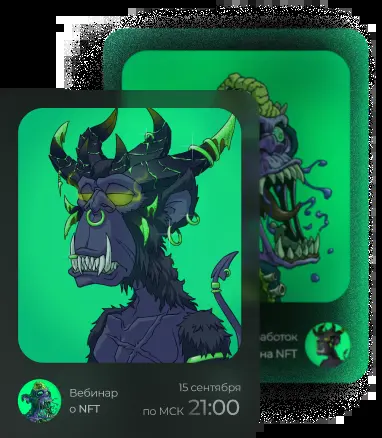 аботок
на NFT
Вебинар
о NFT
15 сентября
по МСК 21:00